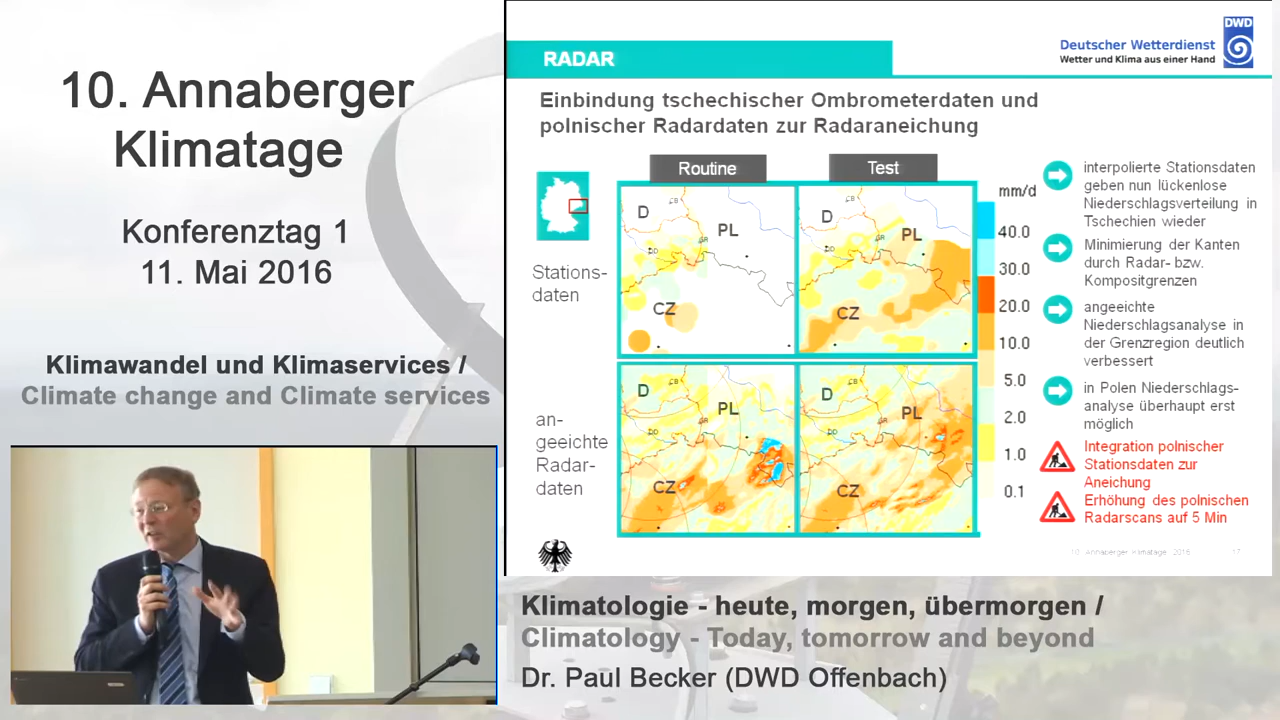 10. Annaberger
Klimatage
Konferenztag 1
11. Mai 2016
Klimawandel und Klimaservices /
Climate change and Climate services
RADAR
DWD
Deutscher Wetterdienst
Wetter und Klima aus einer Hand
Einbindung tschechischer Ombrometerdaten und
polnischer Radardaten zur Radaraneichung
Routine
Test
Stations-
daten
D
PL
CZ
D
PL
CZ
an-
geeichte
Radar-
daten
D
PL
CZ
D
PL
CZ
mm/d
40.0
30.0
20.0
10.0
5.0
2.0
1.0
0.1
interpolierte Stationsdaten
geben nun lückenlose
Niederschlagsverteilung in
Tschechien wieder
Minimierung der Kanten
durch Radar- bzw.
Kompositgrenzen
angeeichte
Niederschlagsanalyse in
der Grenzregion deutlich
verbessert
in Polen Niederschlags-
analyse überhaupt erst
möglich
Integration polnischer
Stationsdaten zur
Aneichung
Erhöhung des polnischen
Radarscans auf 5 Min
10. Annaberger Klimatage 2016 17
Klimatologie - heute, morgen, übermorgen /
Climatology - Today, tomorrow and beyond
Dr. Paul Becker (DWD Offenbach)